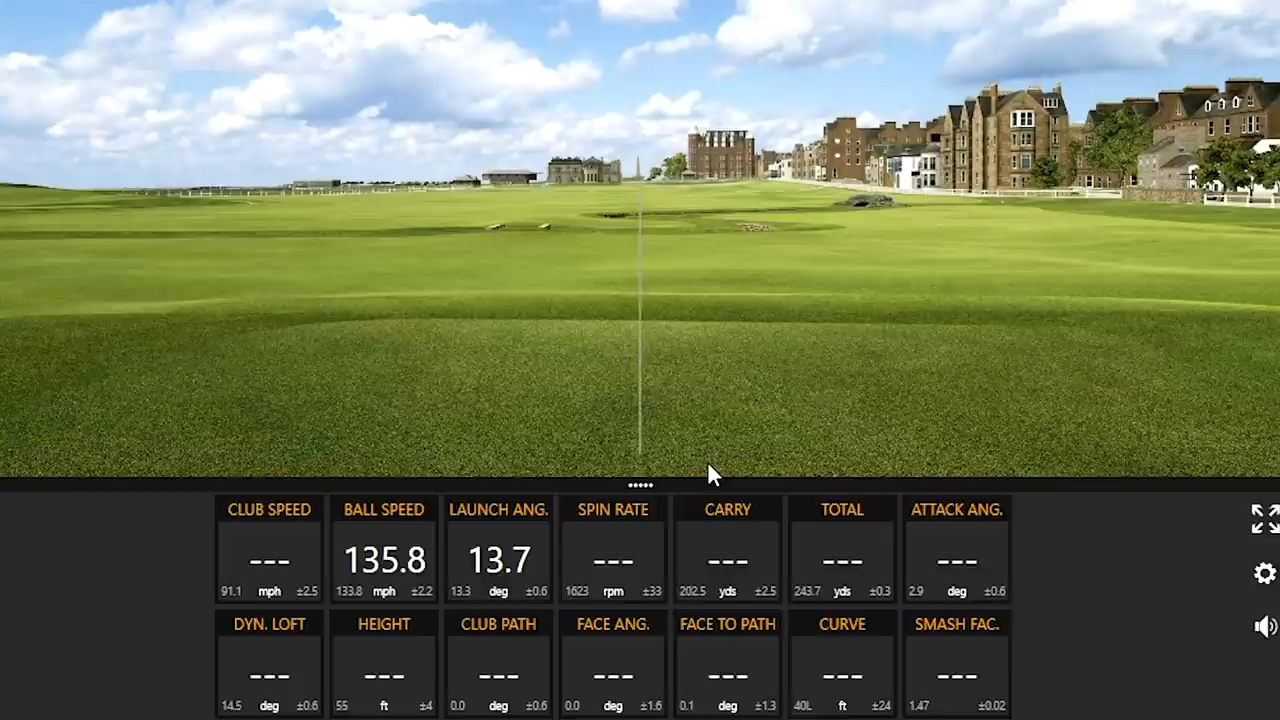 CLUB SPEED BALL SPEED LAUNCH ANG. SPIN RATE CARRY TOTAL ATTACK ANG.
--- 135.8 13.7 --- --- --- ---
91.1 mph ±2.5 133.8 mph ±2.2 13.3 deg ±0.6 1623 rpm ±33 202.5 yds ±2.5 243.7 yds ±0.3 2.9 deg ±0.6
DYN. LOFT HEIGHT CLUB PATH FACE ANG. FACE TO PATH CURVE SMASH FAC.
--- --- --- --- --- --- ---
14.5 deg ±0.6 55 ft ±4 0.0 deg ±0.6 0.0 deg ±1.6 0.1 deg ±1.3 40L ft ±24 1.47 ±0.02